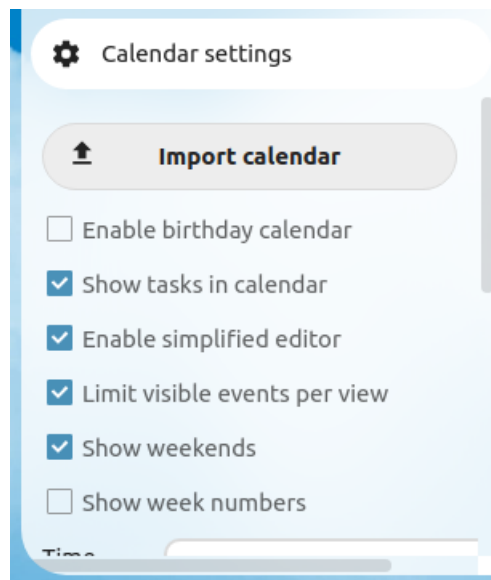 Calendar settings
Import calendar
Enable birthday calendar
Show tasks in calendar
Enable simplified editor
Limit visible events per view
Show weekends
Show week numbers
Time